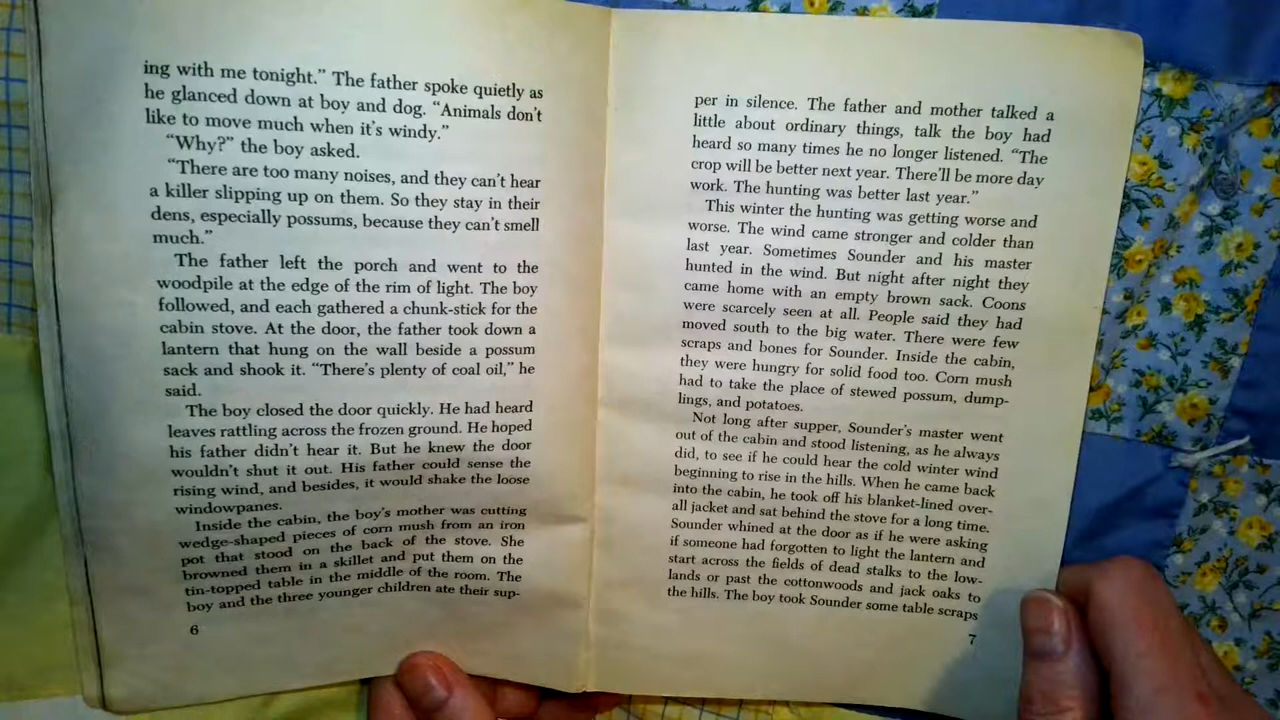 ing with me tonight.” The father spoke quietly as
he glanced down at boy and dog. “Animals don’t
like to move much when it’s windy.”
“Why?” the boy asked.
“There are too many noises, and they can’t hear
a killer slipping up on them. So they stay in their
dens, especially possums, because they can’t smell
much.”
The father left the porch and went to the
woodpile at the edge of the rim of light. The boy
followed, and each gathered a chunk-stick for the
cabin stove. At the door, the father took down a
lantern that hung on the wall beside a possum
sack and shook it. “There’s plenty of coal oil,” he
said.
The boy closed the door quickly. He had heard
leaves rattling across the frozen ground. He hoped
his father didn’t hear it. But he knew the door
wouldn’t shut it out. His father could sense the
rising wind, and besides, it would shake the loose
windowpanes.
Inside the cabin, the boy’s mother was cutting
wedge-shaped pieces of corn mush from an iron
pot that stood on the back of the stove. She
browned them in a skillet and put them on the
tin-topped table in the middle of the room. The
boy and the three younger children ate their sup-
6
per in silence. The father and mother talked a
little about ordinary things, talk the boy had
heard so many times he no longer listened. “The
crop will be better next year. There’ll be more day
work. The hunting was better last year.”
This winter the hunting was getting worse and
worse. The wind came stronger and colder than
last year. Sometimes Sounder and his master
hunted in the wind. But night after night they
came home with an empty brown sack. Coons
were scarcely seen at all. People said they had
moved south to the big water. There were few
scraps and bones for Sounder. Inside the cabin,
they were hungry for solid food too. Corn mush
had to take the place of stewed possum, dump-
lings, and potatoes.
Not long after supper, Sounder’s master went
out of the cabin and stood listening, as he always
did, to see if he could hear the cold winter wind
beginning to rise in the hills. When he came back
into the cabin, he took off his blanket-lined over-
all jacket and sat behind the stove for a long time.
Sounder whined at the door as if he were asking
if someone had forgotten to light the lantern and
start across the fields of dead stalks to the low-
lands or past the cottonwoods and jack oaks to
the hills. The boy took Sounder some table scraps
7